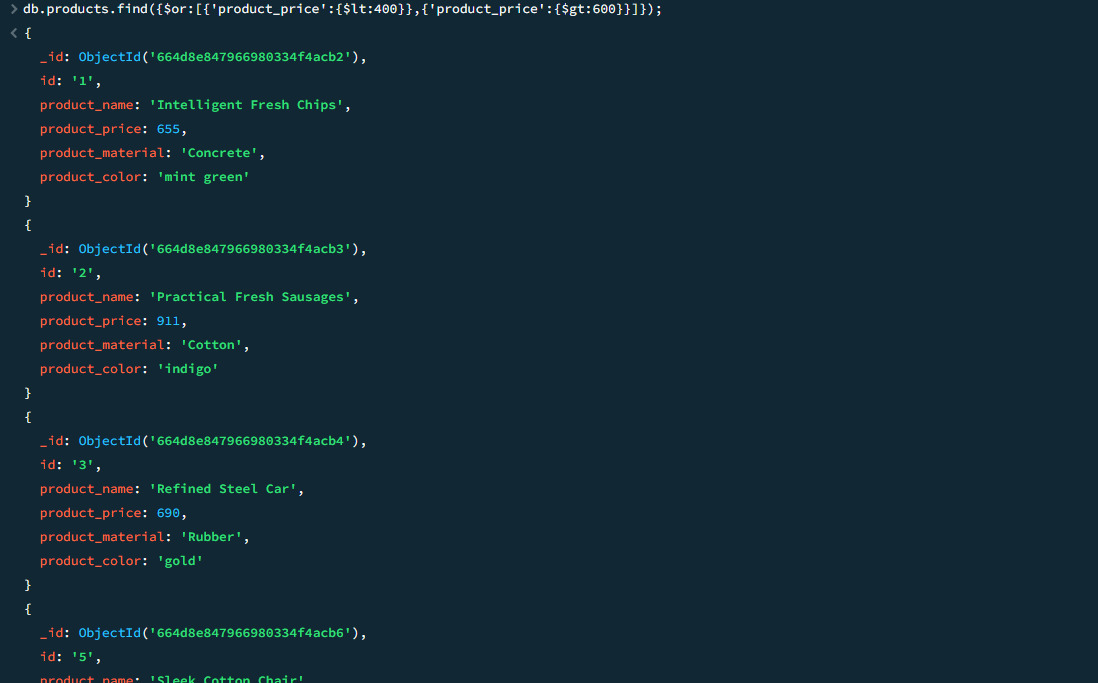 > db.products.find({$or:[{'product_price':{$lt:400}},{'product_price':{$gt:600}}]});
< {
_id: ObjectId('664d8e847966980334f4acb2'),
id: '1',
product_name: 'Intelligent Fresh Chips',
product_price: 655,
product_material: 'Concrete',
product_color: 'mint green'
}
{
_id: ObjectId('664d8e847966980334f4acb3'),
id: '2',
product_name: 'Practical Fresh Sausages',
product_price: 911,
product_material: 'Cotton',
product_color: 'indigo'
}
{
_id: ObjectId('664d8e847966980334f4acb4'),
id: '3',
product_name: 'Refined Steel Car',
product_price: 690,
product_material: 'Rubber',
product_color: 'gold'
}
{
_id: ObjectId('664d8e847966980334f4acb6'),
id: '5',
product_name: 'Sleek Cotton Chair'